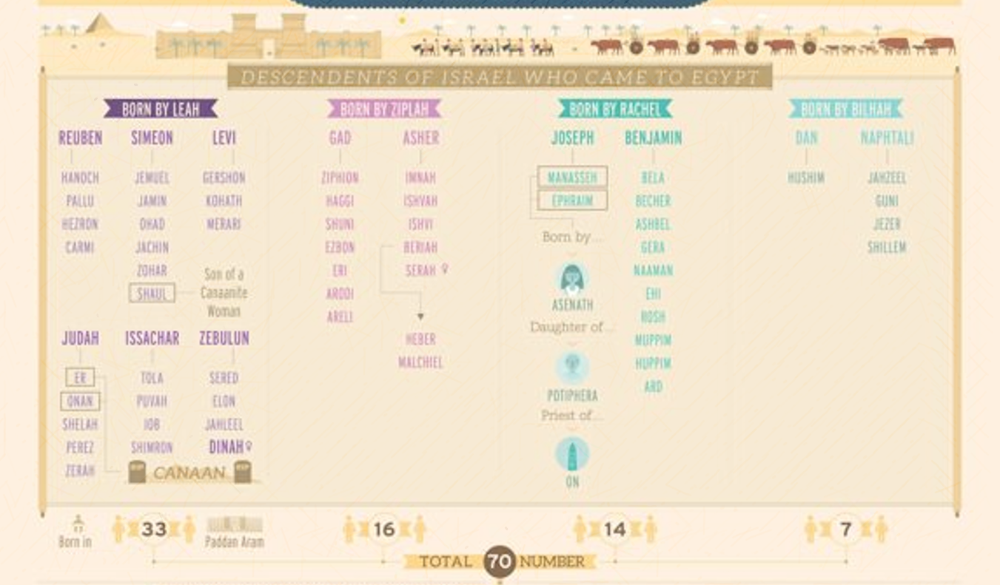 DESCENDENTS OF ISRAEL WHO CAME TO EGYPT
BORN BY LEAH
REUBEN
HANOCH
PALLU
HEZRON
CARMI
SIMEON
JEMUEL
JAMIN
OHAD
JACHIN
ZOHAR
SHAUL
Son of a
Canaanite
Woman
LEVI
GERSHON
KOHATH
MERARI
JUDAH
ER
ONAN
SHELAH
PEREZ
ZERAH
ISSACHAR
TOLA
PUVAH
IOB
SHIMRON
ZEBULUN
SERED
ELON
JAHLEEL
DINAH
CANAAN
BORN BY ZIPLAH
GAD
ZIPHION
HAGGI
SHUNI
EZBON
ERI
ARODI
ARELI
ASHER
IMNAH
ISHVAH
ISHVI
BERIAH
SERAH
HEBER
MALCHIEL
BORN BY RACHEL
JOSEPH
MANASSEH
EPHRAIM
Born by...
ASENATH
Daughter of...
POTIPHERA
Priest of...
ON
BENJAMIN
BELA
BECHER
ASHBEL
GERA
NAAMAN
EHI
ROSH
MUPPIM
HUPPIM
ARD
BORN BY BILHAH
DAN
HUSHIM
NAPHTALI
JAHZEEL
GUNI
JEZER
SHILLEM
Born in
33
Paddan Aram
16
14
7
TOTAL 70 NUMBER